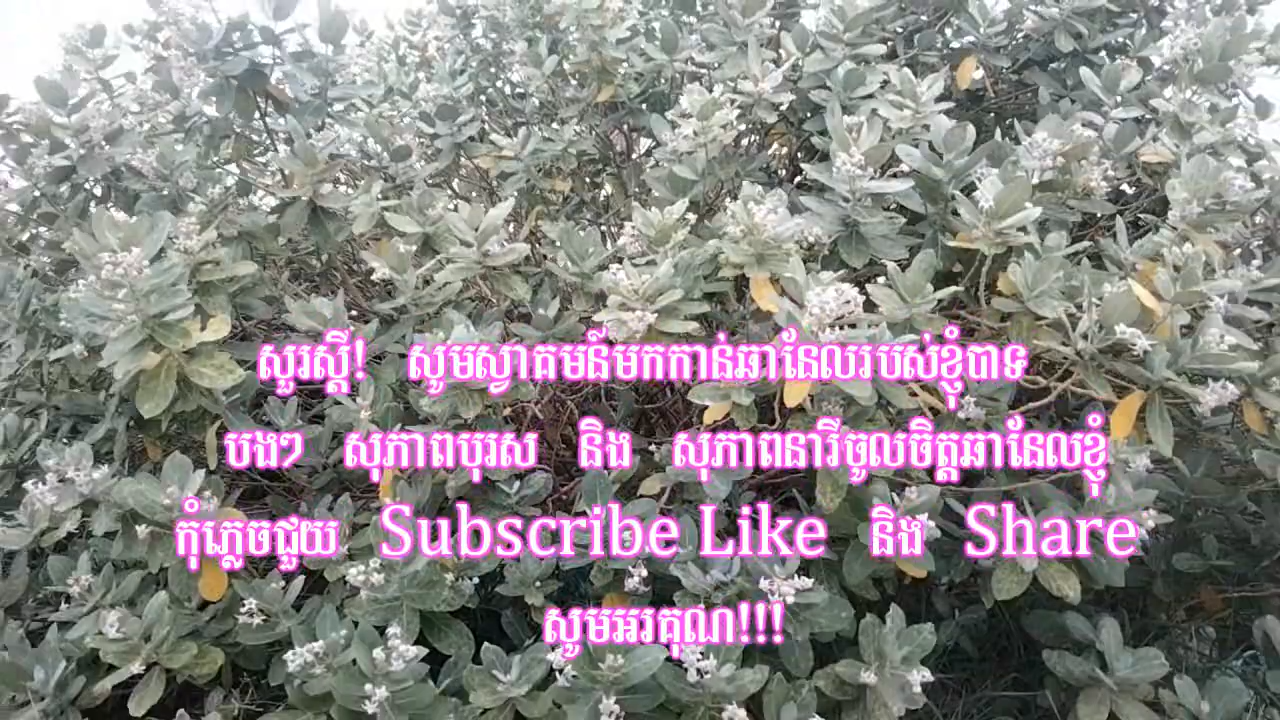 សួរស្តី! សូមស្វាគមន៍មកកាន់ឆានែលរបស់ខ្ញុំបាទ
បងៗ សុភាពបុរស និង សុភាពនារីចូលចិត្តឆានែលខ្ញុំ
កុំភ្លេចជួយ Subscribe Like និង Share
សូមអរគុណ!!!